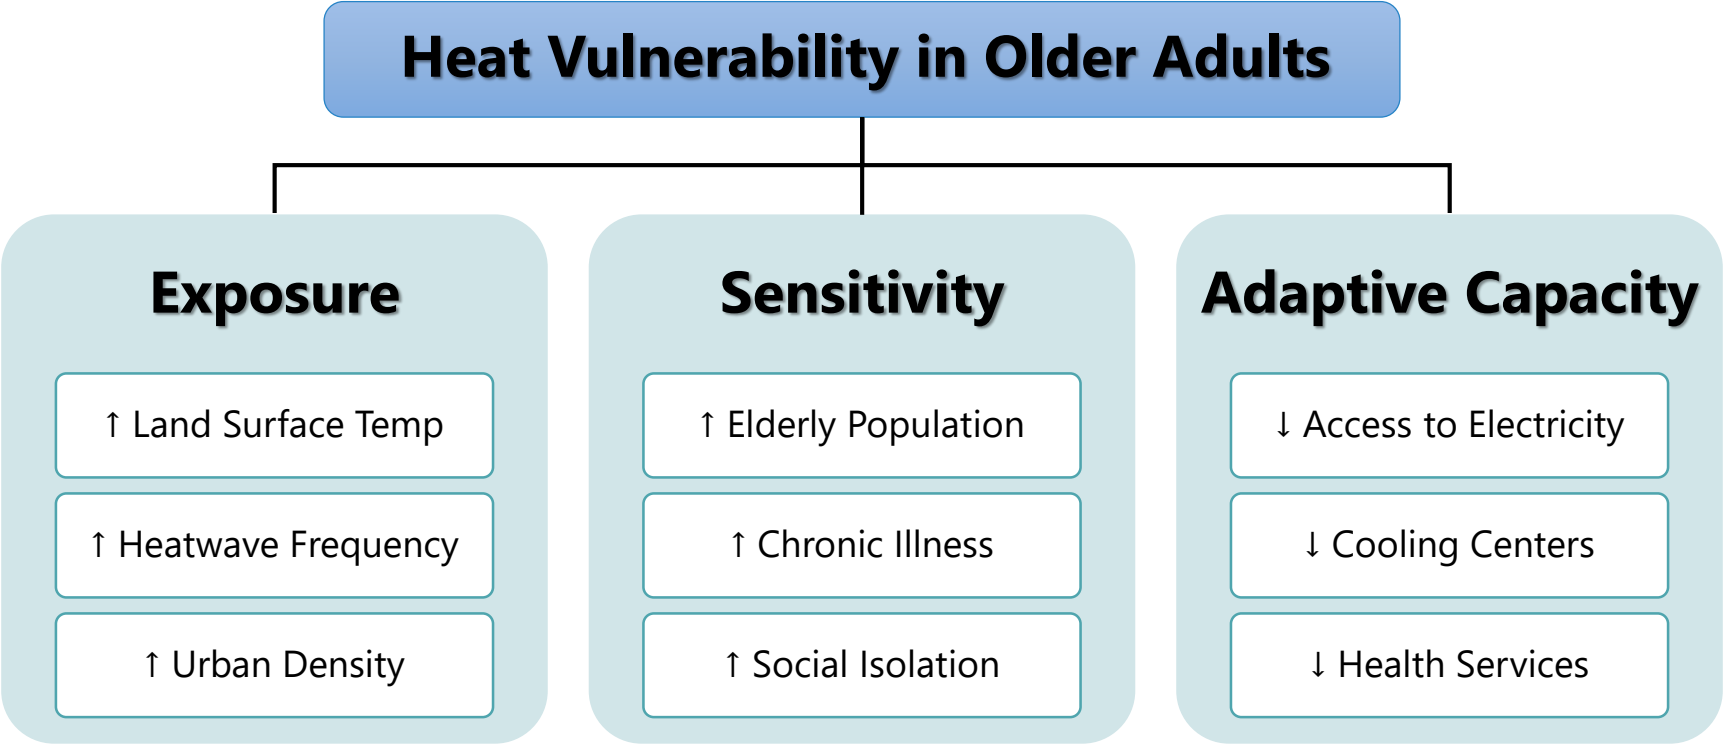 Heat Vulnerability in Older Adults
Exposure
↑ Land Surface Temp
↑ Heatwave Frequency
↑ Urban Density
Sensitivity
↑ Elderly Population
↑ Chronic Illness
↑ Social Isolation
Adaptive Capacity
↓ Access to Electricity
↓ Cooling Centers
↓ Health Services